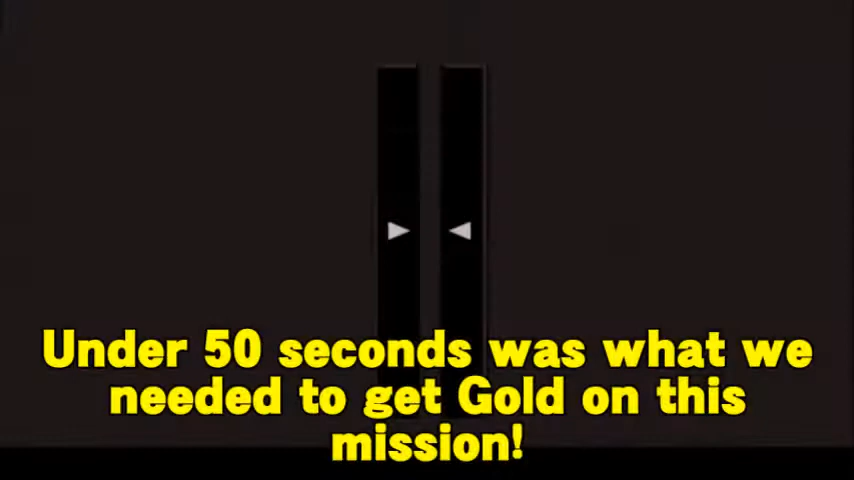 Under 50 seconds was what we
needed to get Gold on this
mission!